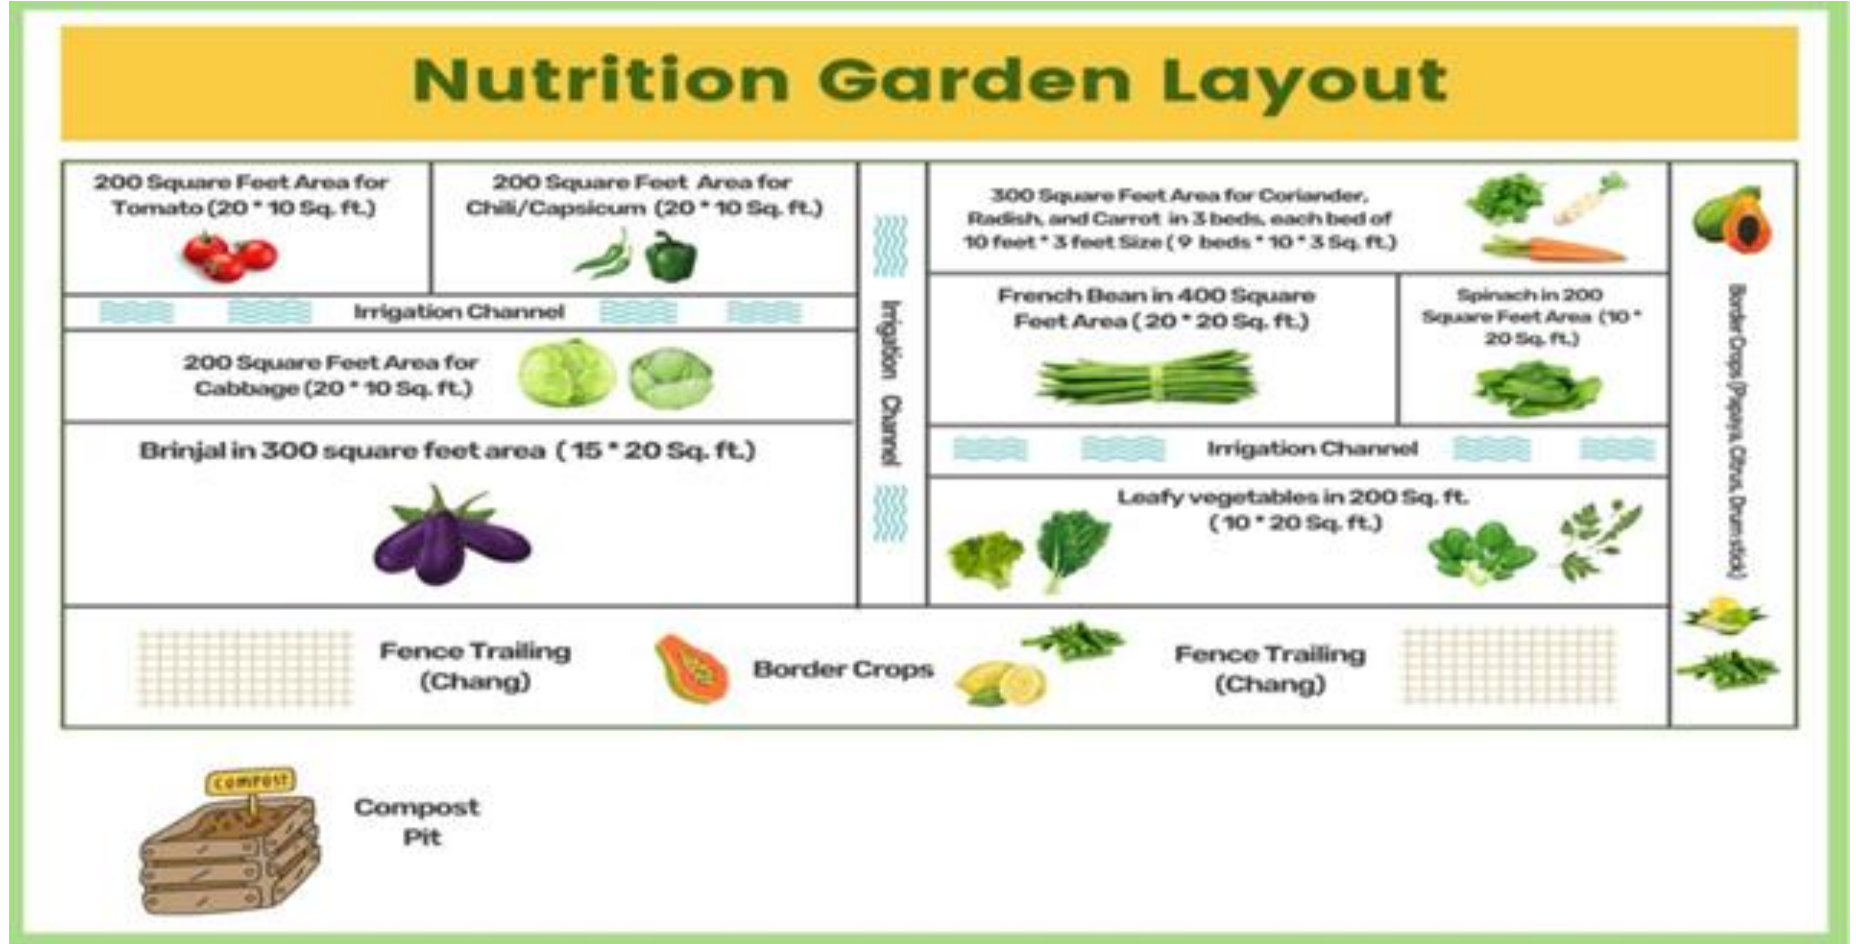 Nutrition Garden Layout
200 Square Feet Area for
Tomato (20 * 10 Sq. ft.)
200 Square Feet Area for
Chili/Capsicum (20 * 10 Sq. ft.)
Irrigation Channel
200 Square Feet Area for
Cabbage (20 * 10 Sq. ft.)
Brinjal in 300 square feet area (15 * 20 Sq. ft.)
Irrigation Channel
300 Square Feet Area for Coriander,
Radish, and Carrot in 3 beds, each bed of
10 feet * 3 feet Size ( 9 beds * 10 * 3 Sq. ft.)
French Bean in 400 Square
Feet Area ( 20 * 20 Sq. ft.)
Spinach in 200
Square Feet Area (10 *
20 Sq. ft.)
Irrigation Channel
Leafy vegetables in 200 Sq. ft.
(10 * 20 Sq. ft.)
Border Crops (Papaya, Citrus, Drum stick)
Fence Trailing
(Chang)
Border Crops
Fence Trailing
(Chang)
COMPOST
Compost
Pit